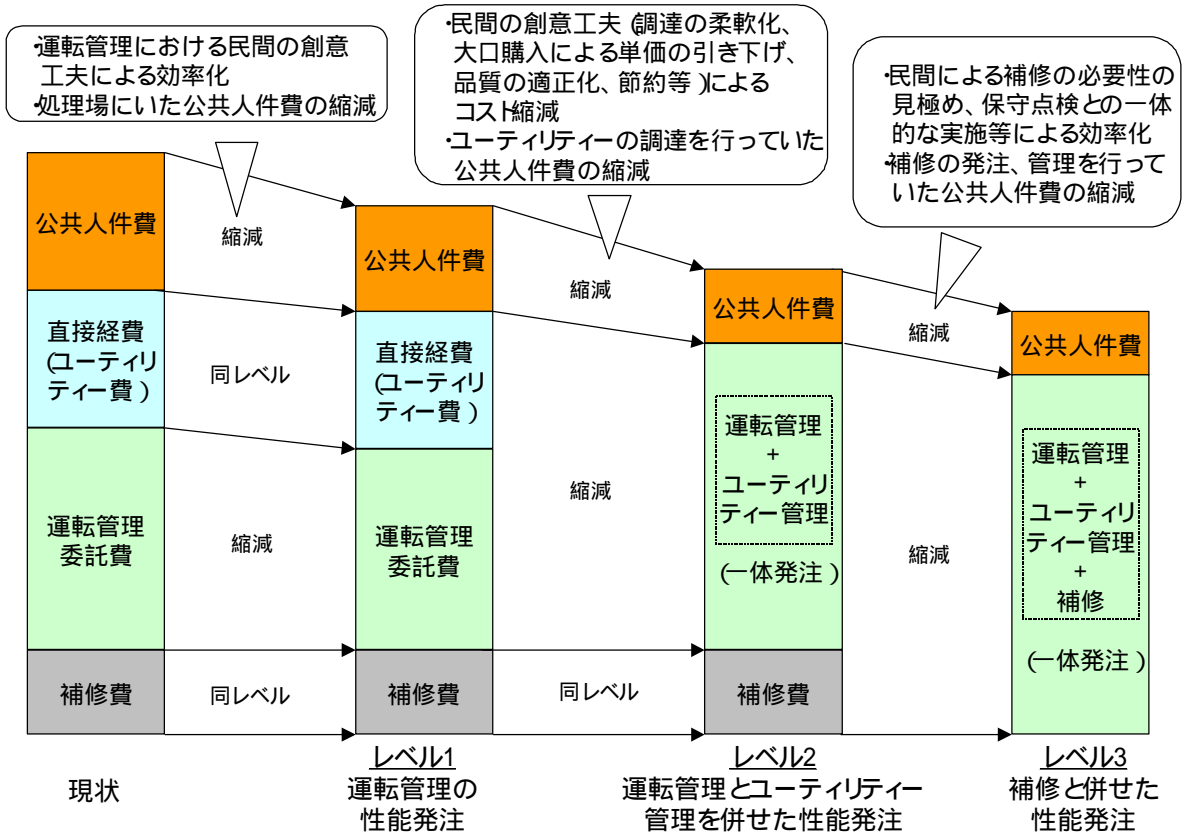 ・運転管理における民間の創意
工夫による効率化
・処理場にいた公共人件費の縮減
・民間の創意工夫(調達の柔軟化、
大口購入による単価の引き下げ、
品質の適正化、節約等)による
コスト縮減
・ユーティリティーの調達を行っていた
公共人件費の縮減
・民間による補修の必要性の
見極め、保守点検との一体
的な実施等による効率化
・補修の発注、管理を行って
いた公共人件費の縮減
公共人件費
直接経費
(ユーティリ
ティー費)
運転管理
委託費
補修費
現状
縮減
同レベル
縮減
同レベル
公共人件費
直接経費
(ユーティリ
ティー費)
運転管理
委託費
補修費
レベル1
運転管理の
性能発注
縮減
縮減
同レベル
公共人件費
運転管理
+
ユーティリ
ティー管理
(一体発注)
補修費
レベル2
運転管理とユーティリティー
管理を併せた性能発注
縮減
縮減
公共人件費
運転管理
+
ユーティリ
ティー管理
+
補修
(一体発注)
レベル3
補修と併せた
性能発注